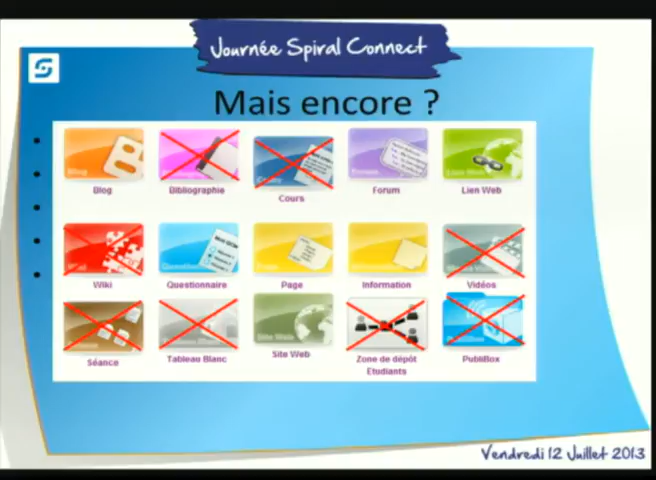 Journée Spiral Connect
Mais encore ?
Blog
Bibliographie
Cours
Forum
Lien Web
Wiki
Questionnaire
Page
Information
Vidéos
Séance
Tableau Blanc
Site Web
Zone de dépôt
Etudiants
PubliBox
Vendredi 12 Juillet 2013